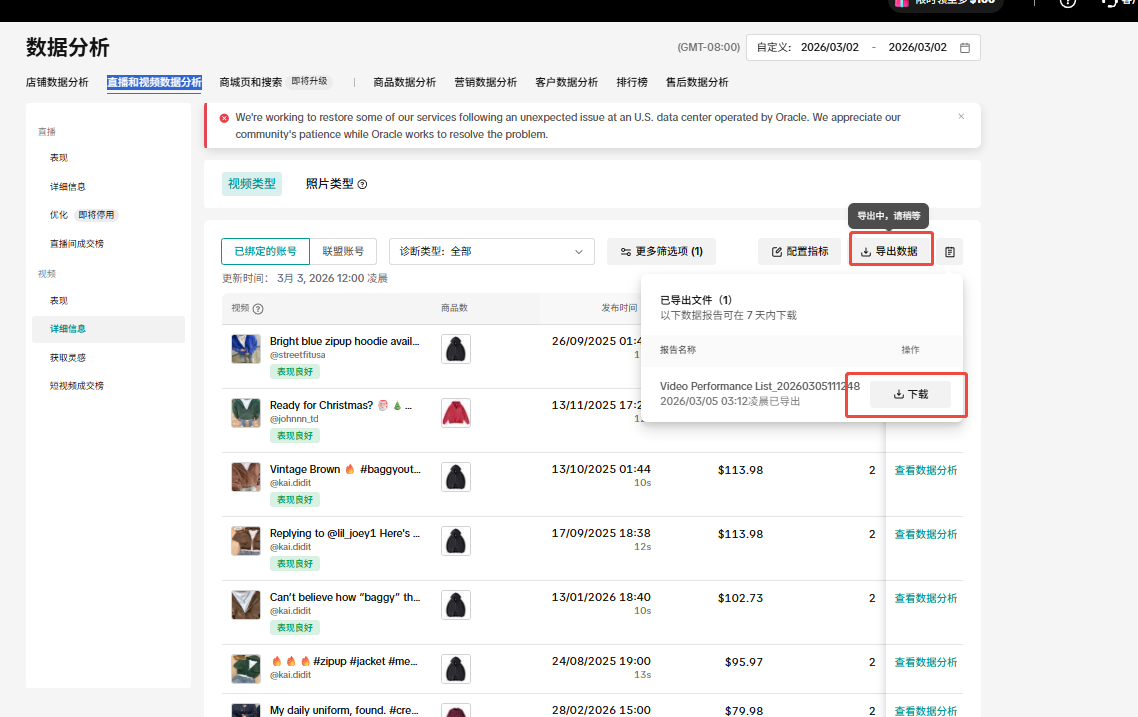 限时领至多 $100
数据分析
(GMT-08:00)
自定义: 2026/03/02 - 2026/03/02
店铺数据分析
直播和视频数据分析
商城页和搜索 即将升级
商品数据分析
营销数据分析
客户数据分析
排行榜
售后数据分析
直播
表现
详细信息
优化 即将停用
直播间成交榜
视频
表现
详细信息
获取灵感
短视频成交榜
We're working to restore some of our services following an unexpected issue at an U.S. data center operated by Oracle. We appreciate our
community's patience while Oracle works to resolve the problem.
视频类型
照片类型
导出中，请稍等
已绑定的账号
联盟账号
诊断类型: 全部
更多筛选项 (1)
配置指标
导出数据
更新时间: 3月 3, 2026 12:00 凌晨
视频
商品数
发布时间
已导出文件（1）
以下数据报告可在 7 天内下载
报告名称
操作
Video Performance List_20260305111248
2026/03/05 03:12凌晨已导出
下载
Bright blue zipup hoodie avail...
@streetfitusa
表现良好
26/09/2025 01:4
Ready for Christmas? 🎅🎄...
@johnnn_td
表现良好
13/11/2025 17:2
Vintage Brown 🔥 #baggyout...
@kai.didit
表现良好
13/10/2025 01:44
10s
$113.98
2
查看数据分析
Replying to @lil_joey1 Here's ...
@kai.didit
表现良好
17/09/2025 18:38
12s
$113.98
2
查看数据分析
Can't believe how “baggy” th...
@kai.didit
表现良好
13/01/2026 18:40
10s
$102.73
2
查看数据分析
🔥🔥🔥#zipup #jacket #me...
@kai.didit
24/08/2025 19:00
13s
$95.97
2
查看数据分析
My daily uniform, found. #cre...
28/02/2026 15:00
$79.98
2
查看数据分析